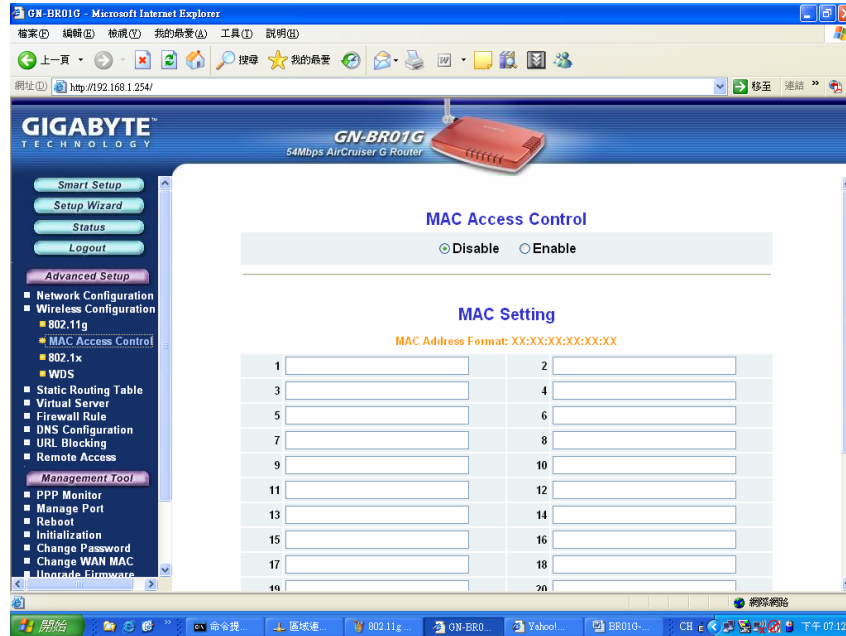 GN-BR01G - Microsoft Internet Explorer
檔案(F) 編輯(E) 檢視(V) 我的最愛(A) 工具(T) 說明(H)
上一頁 搜尋 我的最愛
網址(D) http://192.168.1.254/ 移至 連結 »
GIGABYTE™
TECHNOLOGY
GN-BR01G
54Mbps AirCruiser G Router
Smart Setup
Setup Wizard
Status
Logout
Advanced Setup
Network Configuration
Wireless Configuration
802.11g
MAC Access Control
802.1x
WDS
Static Routing Table
Virtual Server
Firewall Rule
DNS Configuration
URL Blocking
Remote Access
Management Tool
PPP Monitor
Manage Port
Reboot
Initialization
Change Password
Change WAN MAC
Upgrade Firmware
MAC Access Control
Disable Enable
MAC Setting
MAC Address Format: XX:XX:XX:XX:XX:XX
1 2
3 4
5 6
7 8
9 10
11 12
13 14
15 16
17 18
19 20
網際網路
開始 » 命令提... 區域連... 802.11g ... GN-BR0... Yahoo!... BR01G-... CH 下午 07:12